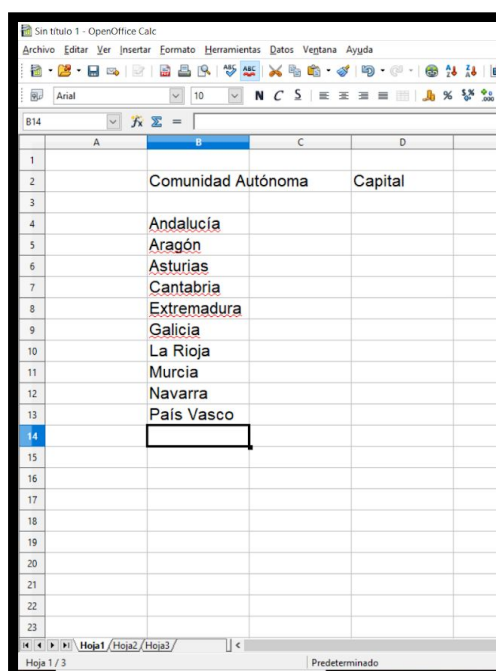 Sin título 1 - OpenOffice Calc
Archivo Editar Ver Insertar Formato Herramientas Datos Ventana Ayuda
Arial 10 N C S
B14
A B C D
1
2 Comunidad Autónoma Capital
3
4 Andalucía
5 Aragón
6 Asturias
7 Cantabria
8 Extremadura
9 Galicia
10 La Rioja
11 Murcia
12 Navarra
13 País Vasco
14
15
16
17
18
19
20
21
22
23
Hoja1 Hoja2 Hoja3
Hoja 1 / 3 Predeterminado